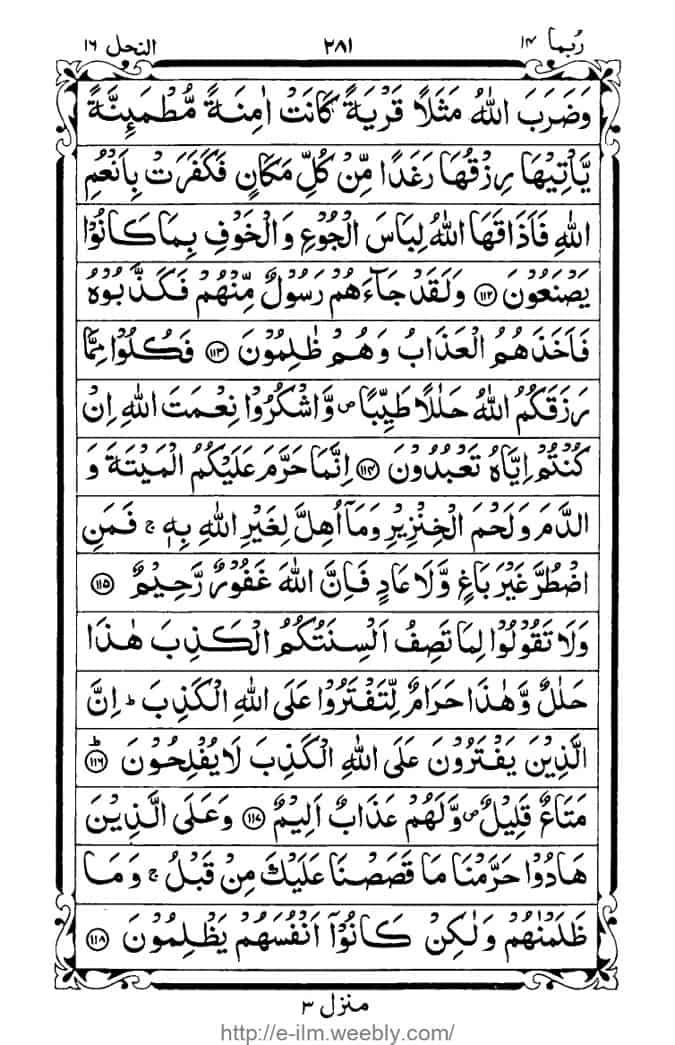 رُبَمَا ١٤
٢٨١
النحل ١٦
وَضَرَبَ اللّٰهُ مَثَلًا قَرْيَةً كَانَتْ اٰمِنَةً مُّطْمَئِنَّةً
يَّاْتِيْهَا رِزْقُهَا رَغَدًا مِّنْ كُلِّ مَكَانٍ فَكَفَرَتْ بِاَنْعُمِ
اللّٰهِ فَاَذَاقَهَا اللّٰهُ لِبَاسَ الْجُوْعِ وَالْخَوْفِ بِمَا كَانُوْا
يَصْنَعُوْنَ ﴿١١٢﴾ وَلَقَدْ جَآءَهُمْ رَسُوْلٌ مِّنْهُمْ فَكَذَّبُوْهُ
فَاَخَذَهُمُ الْعَذَابُ وَهُمْ ظٰلِمُوْنَ ﴿١١٣﴾ فَكُلُوْا مِمَّا
رَزَقَكُمُ اللّٰهُ حَلٰلًا طَيِّبًا ۖ وَّاشْكُرُوْا نِعْمَتَ اللّٰهِ اِنْ
كُنْتُمْ اِيَّاهُ تَعْبُدُوْنَ ﴿١١٤﴾ اِنَّمَا حَرَّمَ عَلَيْكُمُ الْمَيْتَةَ وَ
الدَّمَ وَلَحْمَ الْخِنْزِيْرِ وَمَآ اُهِلَّ لِغَيْرِ اللّٰهِ بِهٖ ۚ فَمَنِ
اضْطُرَّ غَيْرَ بَاغٍ وَّلَا عَادٍ فَاِنَّ اللّٰهَ غَفُوْرٌ رَّحِيْمٌ ﴿١١٥﴾
وَلَا تَقُوْلُوْا لِمَا تَصِفُ اَلْسِنَتُكُمُ الْكَذِبَ هٰذَا
حَلٰلٌ وَّهٰذَا حَرَامٌ لِّتَفْتَرُوْا عَلَى اللّٰهِ الْكَذِبَ ؕ اِنَّ
الَّذِيْنَ يَفْتَرُوْنَ عَلَى اللّٰهِ الْكَذِبَ لَا يُفْلِحُوْنَ ﴿١١٦﴾ؕ
مَتَاعٌ قَلِيْلٌ ۖ وَّلَهُمْ عَذَابٌ اَلِيْمٌ ﴿١١٧﴾ وَعَلَى الَّذِيْنَ
هَادُوْا حَرَّمْنَا مَا قَصَصْنَا عَلَيْكَ مِنْ قَبْلُ ۚ وَمَا
ظَلَمْنٰهُمْ وَلٰكِنْ كَانُوْٓا اَنْفُسَهُمْ يَظْلِمُوْنَ ﴿١١٨﴾
منزل ٣
http://e-ilm.weebly.com/